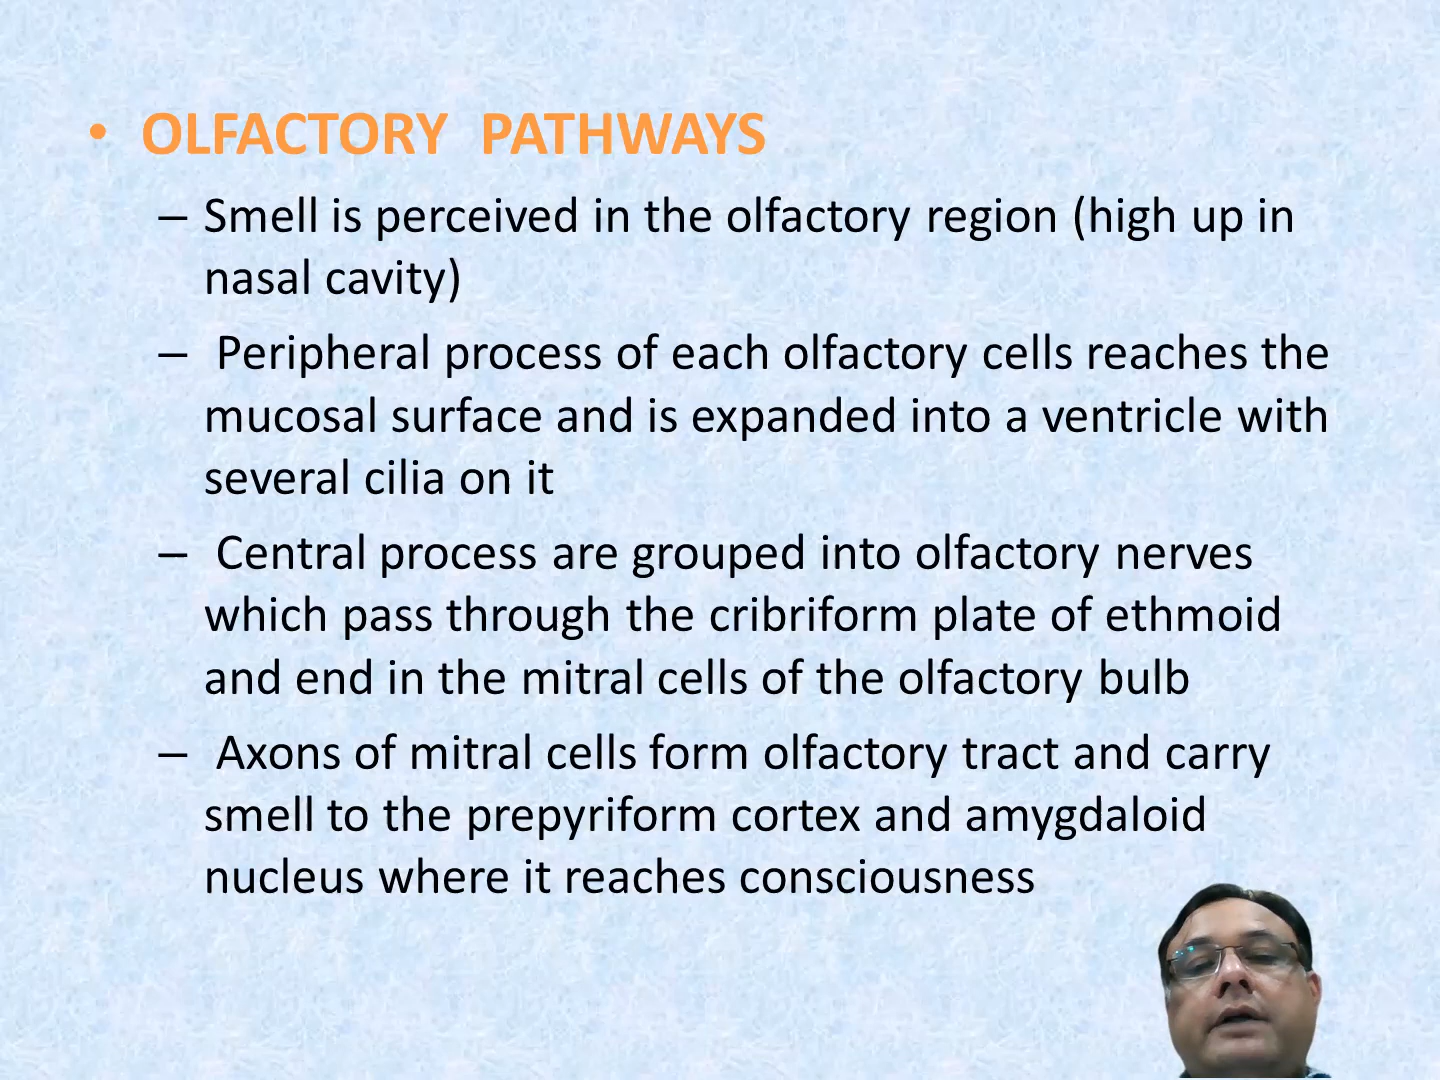 • OLFACTORY PATHWAYS
– Smell is perceived in the olfactory region (high up in
nasal cavity)
– Peripheral process of each olfactory cells reaches the
mucosal surface and is expanded into a ventricle with
several cilia on it
– Central process are grouped into olfactory nerves
which pass through the cribriform plate of ethmoid
and end in the mitral cells of the olfactory bulb
– Axons of mitral cells form olfactory tract and carry
smell to the prepyriform cortex and amygdaloid
nucleus where it reaches consciousness